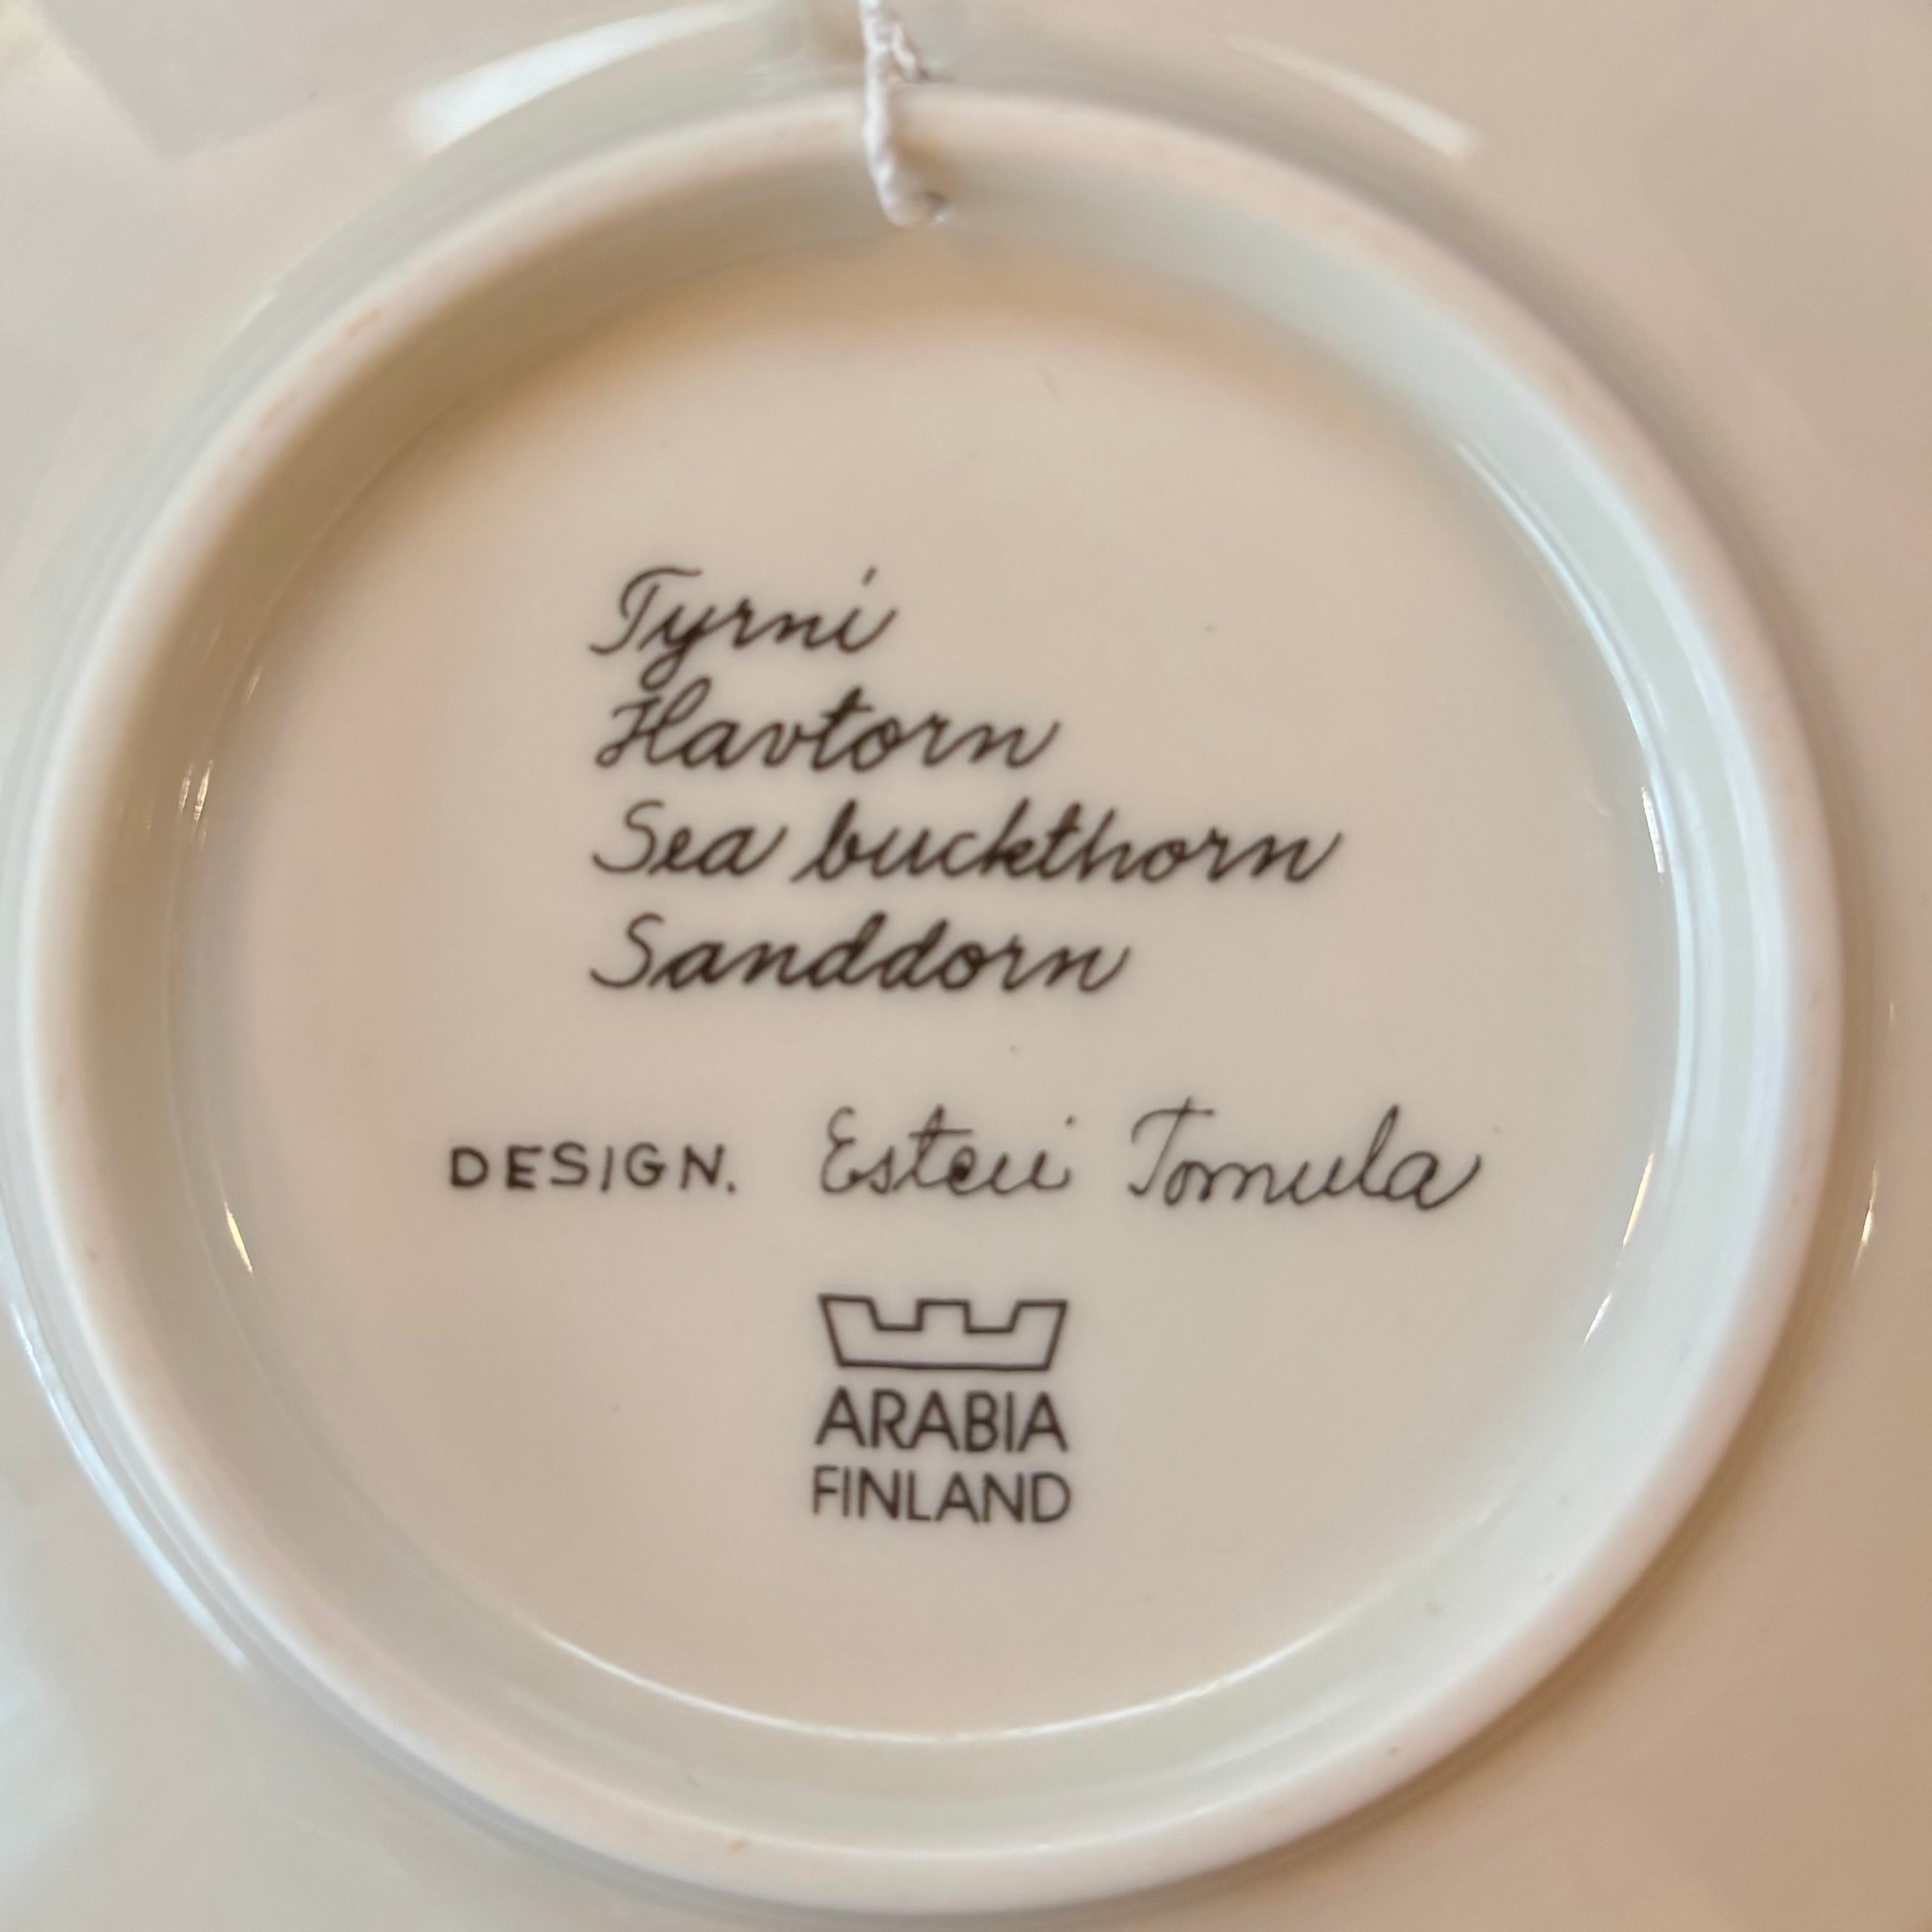 Tyrni
Havtorn
Sea buckthorn
Sanddorn
DESIGN. Esteri Tomula
ARABIA
FINLAND